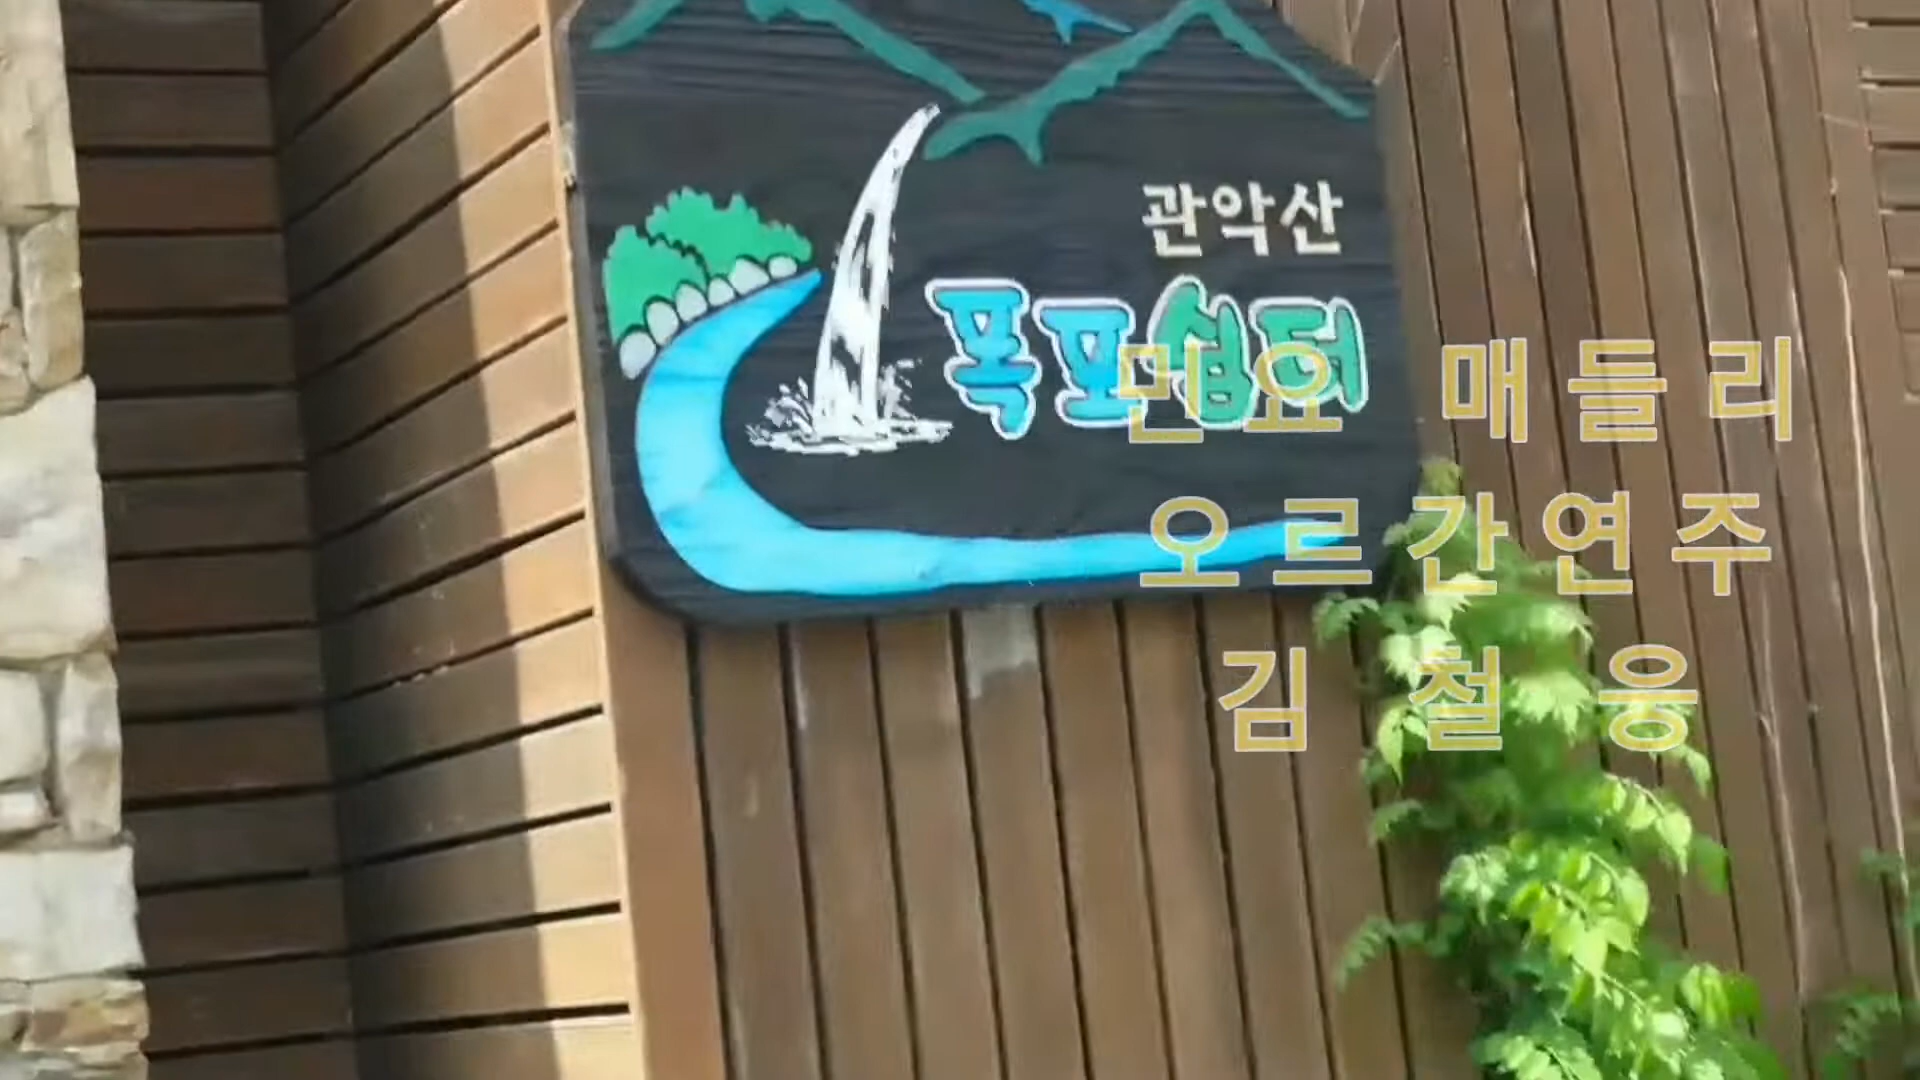 관악산
폭포쉼터
민요 매들리
오르간연주
김철웅